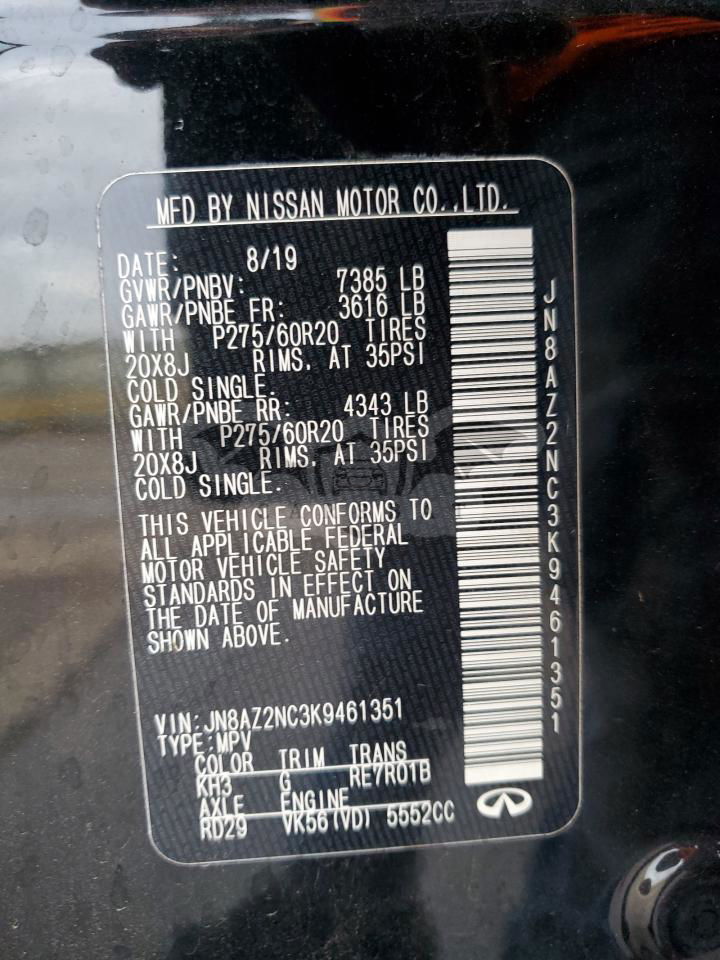 MFD BY NISSAN MOTOR CO.,LTD.
DATE: 8/19
GVWR/PNBV: 7385 LB
GAWR/PNBE FR: 3616 LB
WITH P275/60R20 TIRES
20X8J RIMS, AT 35PSI
COLD SINGLE.
GAWR/PNBE RR: 4343 LB
WITH P275/60R20 TIRES
20X8J RIMS, AT 35PSI
COLD SINGLE.
THIS VEHICLE CONFORMS TO
ALL APPLICABLE FEDERAL
MOTOR VEHICLE SAFETY
STANDARDS IN EFFECT ON
THE DATE OF MANUFACTURE
SHOWN ABOVE.
VIN:JN8AZ2NC3K9461351
TYPE:MPV
COLOR TRIM TRANS
KH3 G RE7R01B
AXLE ENGINE
RD29 VK56(VD) 5552CC
JN8AZ2NC3K9461351